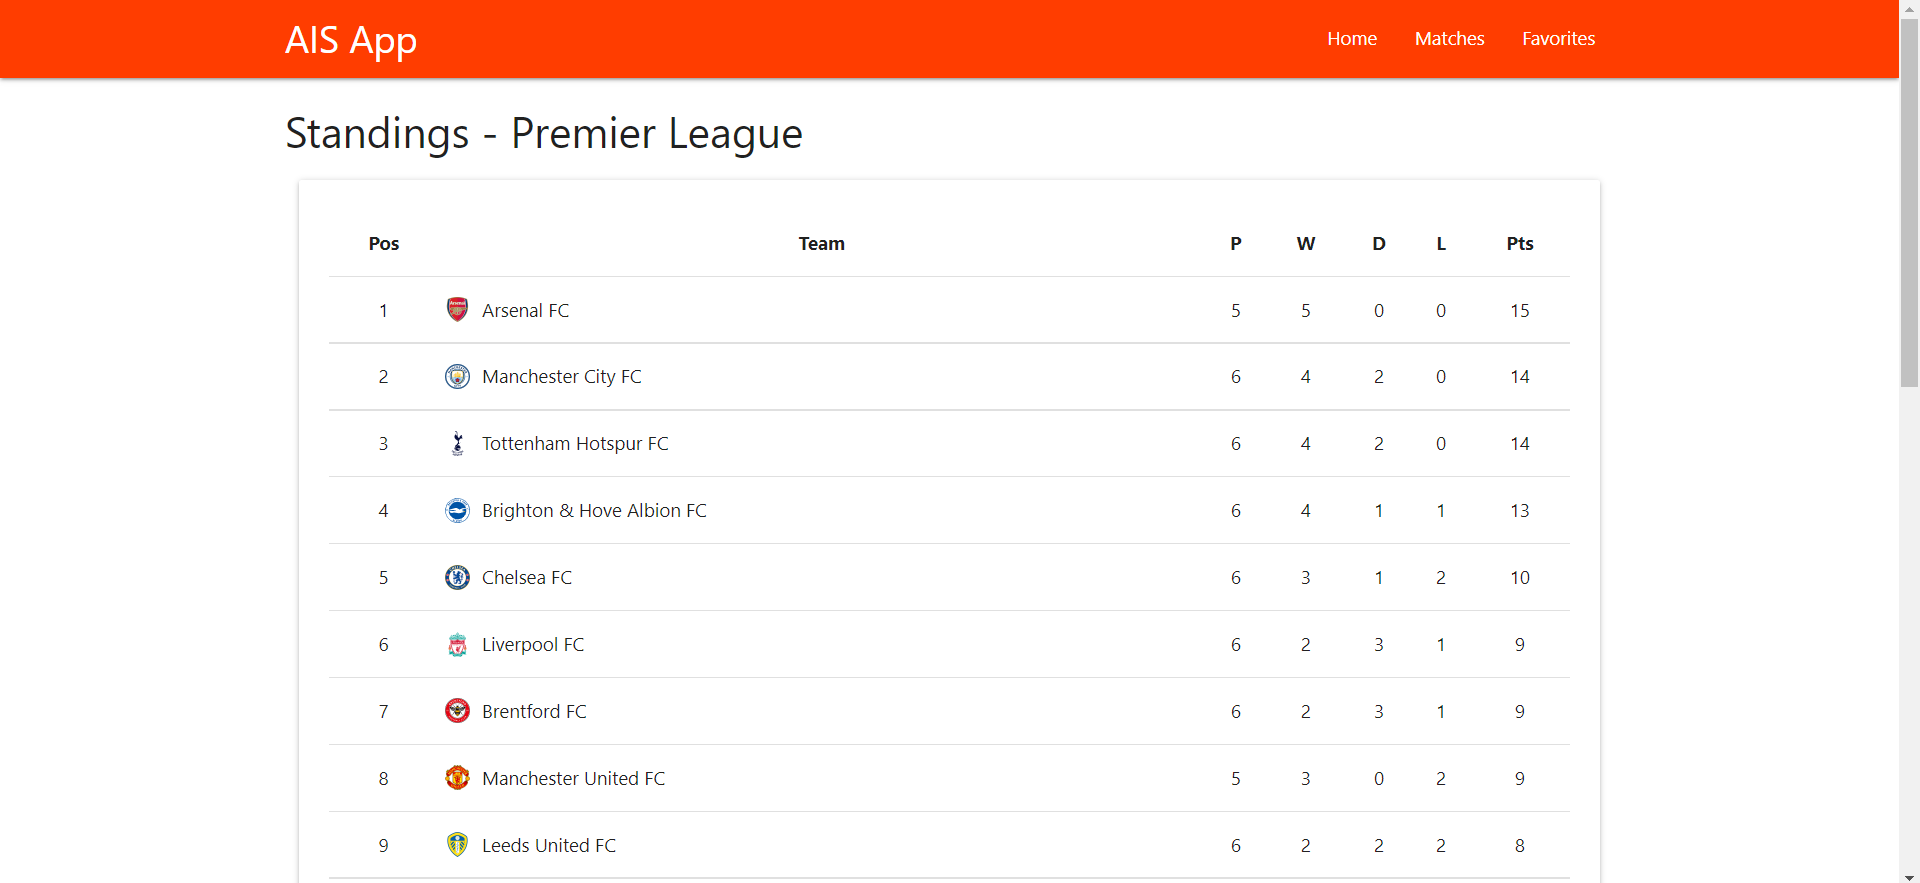 AIS App Home Matches Favorites
Standings - Premier League
Pos Team P W D L Pts
1 Arsenal FC 5 5 0 0 15
2 Manchester City FC 6 4 2 0 14
3 Tottenham Hotspur FC 6 4 2 0 14
4 Brighton & Hove Albion FC 6 4 1 1 13
5 Chelsea FC 6 3 1 2 10
6 Liverpool FC 6 2 3 1 9
7 Brentford FC 6 2 3 1 9
8 Manchester United FC 5 3 0 2 9
9 Leeds United FC 6 2 2 2 8